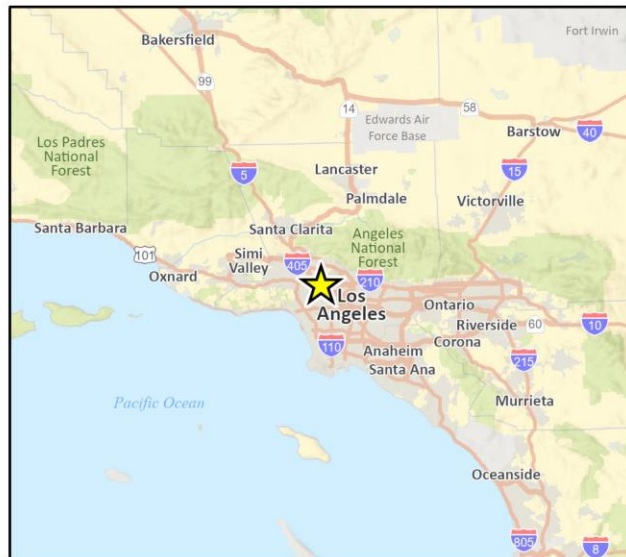 Fort Irwin
Bakersfield
99
14
58
Edwards Air
Force Base
Barstow
40
Los Padres
National
Forest
5
Lancaster
15
Palmdale
Victorville
Santa Barbara
Santa Clarita
Angeles
National
Forest
101
Simi
Valley
405
Oxnard
210
Los
Angeles
Ontario
Riverside
60
10
110
Corona
Anaheim
215
Santa Ana
Pacific Ocean
Murrieta
Oceanside
805
8